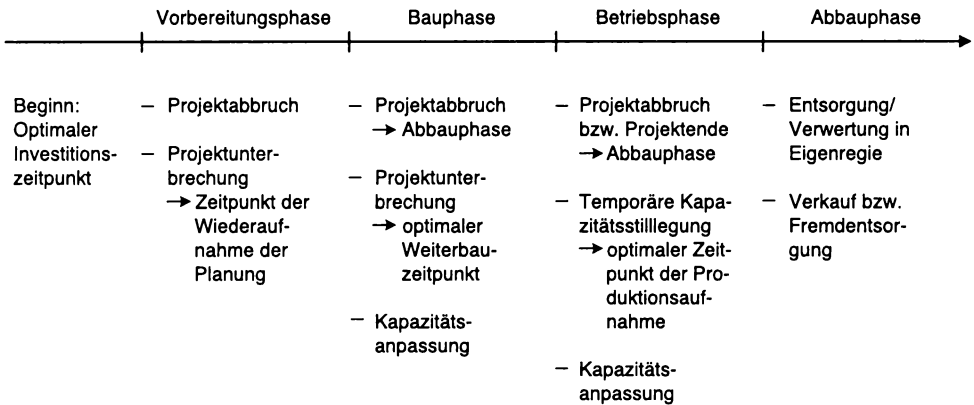 Vorbereitungsphase Bauphase Betriebsphase Abbauphase
Beginn:
Optimaler
Investitions-
zeitpunkt
– Projektabbruch
– Projektunter-
brechung
→ Zeitpunkt der
Wiederauf-
nahme der
Planung
– Projektabbruch
→ Abbauphase
– Projektunter-
brechung
→ optimaler
Weiterbau-
zeitpunkt
– Kapazitäts-
anpassung
– Projektabbruch
bzw. Projektende
→ Abbauphase
– Temporäre Kapa-
zitätsstilllegung
→ optimaler Zeit-
punkt der Pro-
duktionsauf-
nahme
– Kapazitäts-
anpassung
– Entsorgung/
Verwertung in
Eigenregie
– Verkauf bzw.
Fremdentsor-
gung